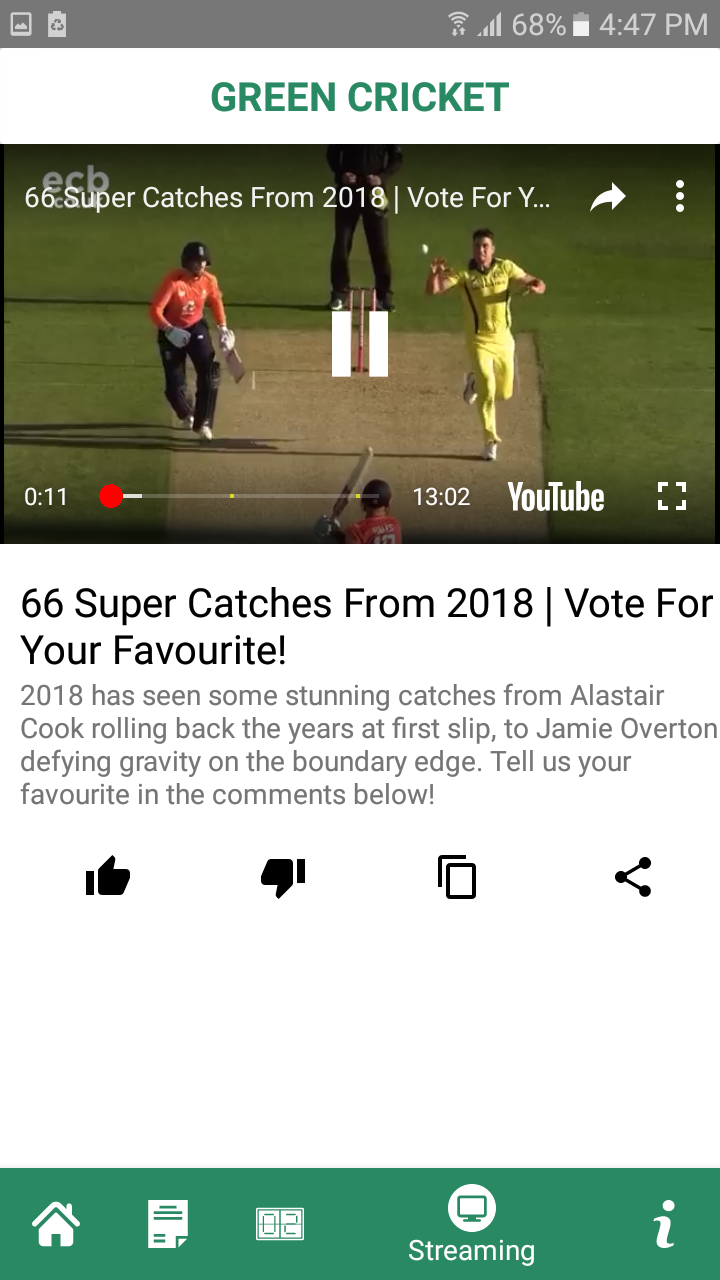 68% 4:47 PM
GREEN CRICKET
ecb
66 Super Catches From 2018 | Vote For Y...
0:11
13:02
YouTube
66 Super Catches From 2018 | Vote For
Your Favourite!
2018 has seen some stunning catches from Alastair
Cook rolling back the years at first slip, to Jamie Overton
defying gravity on the boundary edge. Tell us your
favourite in the comments below!
02
Streaming